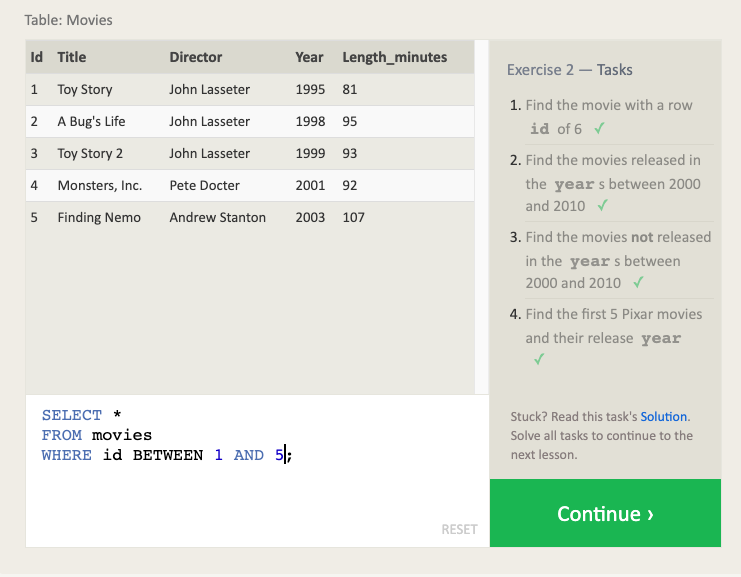 Table: Movies
Id Title Director Year Length_minutes
1 Toy Story John Lasseter 1995 81
2 A Bug's Life John Lasseter 1998 95
3 Toy Story 2 John Lasseter 1999 93
4 Monsters, Inc. Pete Docter 2001 92
5 Finding Nemo Andrew Stanton 2003 107
SELECT *
FROM movies
WHERE id BETWEEN 1 AND 5;
RESET
Exercise 2 — Tasks
1. Find the movie with a row
id of 6 ✓
2. Find the movies released in
the year s between 2000
and 2010 ✓
3. Find the movies not released
in the year s between
2000 and 2010 ✓
4. Find the first 5 Pixar movies
and their release year
✓
Stuck? Read this task's Solution.
Solve all tasks to continue to the
next lesson.
Continue ›